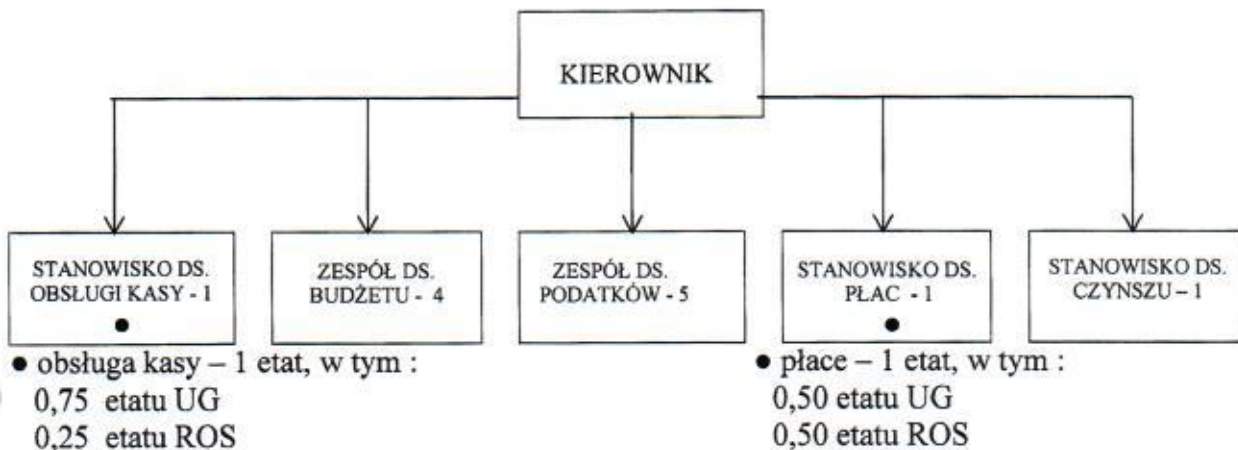 KIEROWNIK
STANOWISKO DS.
OBSŁUGI KASY - 1
●
ZESPÓŁ DS.
BUDŻETU - 4
ZESPÓŁ DS.
PODATKÓW - 5
STANOWISKO DS.
PŁAC - 1
●
STANOWISKO DS.
CZYNSZU – 1
● obsługa kasy – 1 etat, w tym :
0,75 etatu UG
0,25 etatu ROS
● płace – 1 etat, w tym :
0,50 etatu UG
0,50 etatu ROS